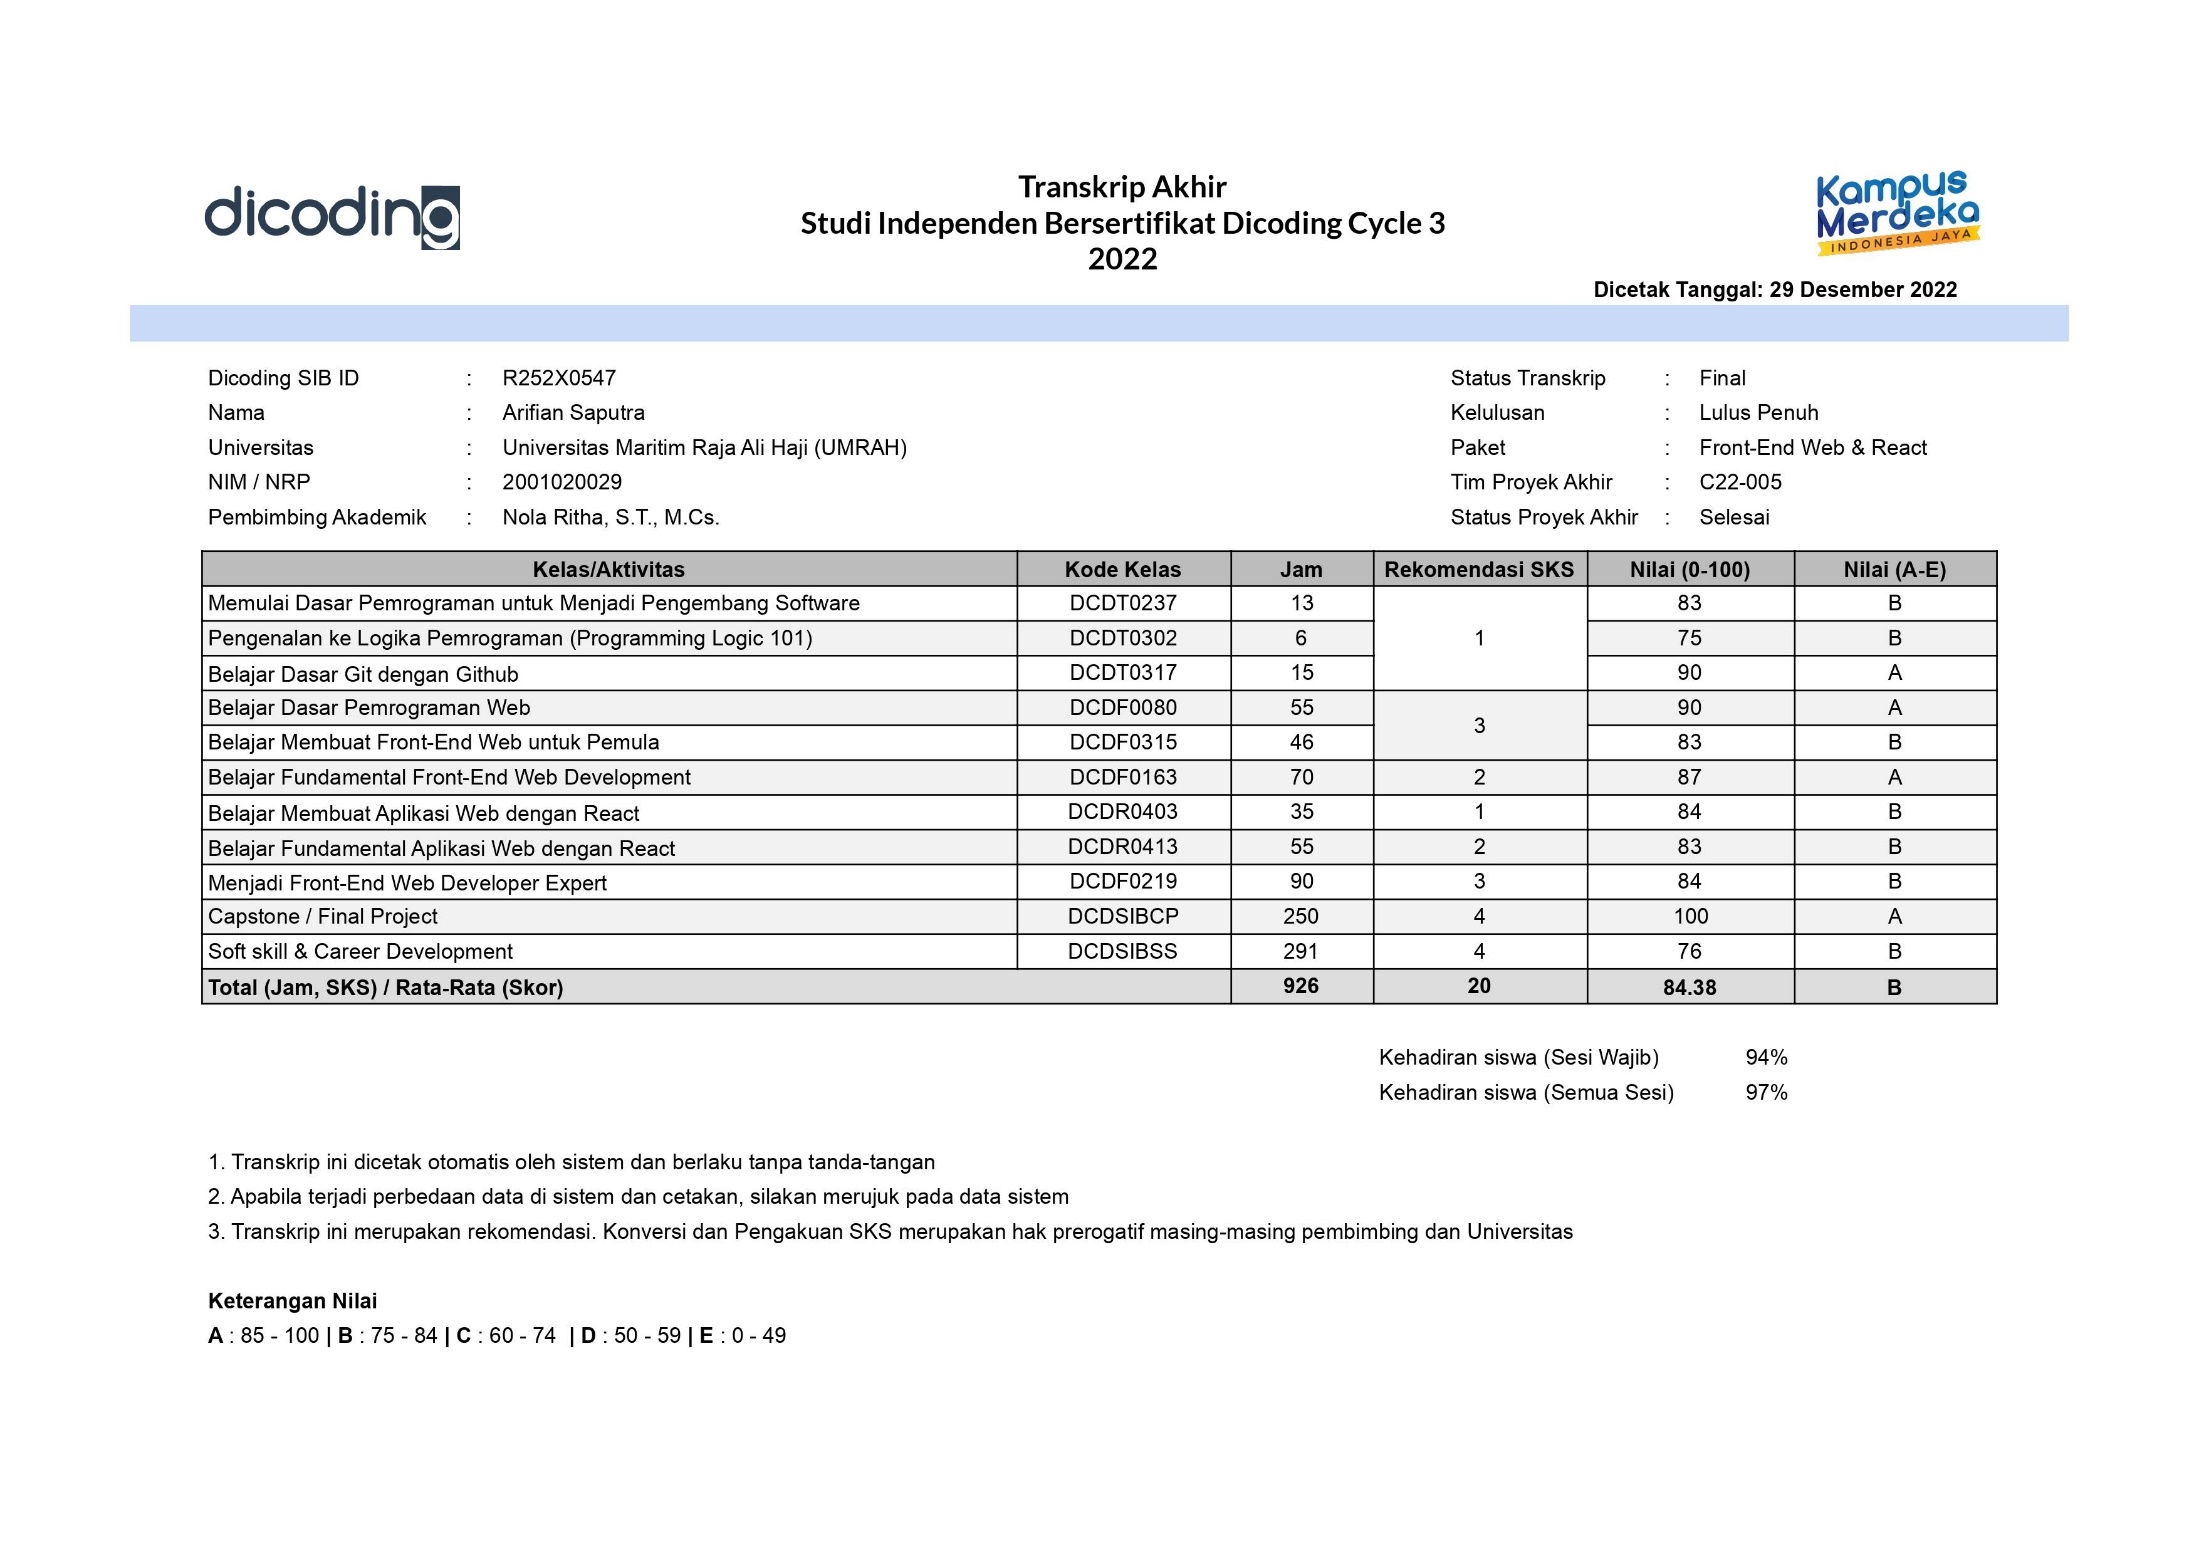 dicoding
Transkrip Akhir
Studi Independen Bersertifikat Dicoding Cycle 3
2022
Kampus
Merdeka
INDONESIA JAYA
Dicetak Tanggal: 29 Desember 2022
Dicoding SIB ID : R252X0547
Nama : Arifian Saputra
Universitas : Universitas Maritim Raja Ali Haji (UMRAH)
NIM / NRP : 2001020029
Pembimbing Akademik : Nola Ritha, S.T., M.Cs.
Status Transkrip : Final
Kelulusan : Lulus Penuh
Paket : Front-End Web & React
Tim Proyek Akhir : C22-005
Status Proyek Akhir : Selesai
Kelas/Aktivitas Kode Kelas Jam Rekomendasi SKS Nilai (0-100) Nilai (A-E)
Memulai Dasar Pemrograman untuk Menjadi Pengembang Software DCDT0237 13 83 B
Pengenalan ke Logika Pemrograman (Programming Logic 101) DCDT0302 6 1 75 B
Belajar Dasar Git dengan Github DCDT0317 15 90 A
Belajar Dasar Pemrograman Web DCDF0080 55 3 90 A
Belajar Membuat Front-End Web untuk Pemula DCDF0315 46 83 B
Belajar Fundamental Front-End Web Development DCDF0163 70 2 87 A
Belajar Membuat Aplikasi Web dengan React DCDR0403 35 1 84 B
Belajar Fundamental Aplikasi Web dengan React DCDR0413 55 2 83 B
Menjadi Front-End Web Developer Expert DCDF0219 90 3 84 B
Capstone / Final Project DCDSIBCP 250 4 100 A
Soft skill & Career Development DCDSIBSS 291 4 76 B
Total (Jam, SKS) / Rata-Rata (Skor) 926 20 84.38 B
Kehadiran siswa (Sesi Wajib) 94%
Kehadiran siswa (Semua Sesi) 97%
1. Transkrip ini dicetak otomatis oleh sistem dan berlaku tanpa tanda-tangan
2. Apabila terjadi perbedaan data di sistem dan cetakan, silakan merujuk pada data sistem
3. Transkrip ini merupakan rekomendasi. Konversi dan Pengakuan SKS merupakan hak prerogatif masing-masing pembimbing dan Universitas
Keterangan Nilai
A : 85 - 100 | B : 75 - 84 | C : 60 - 74 | D : 50 - 59 | E : 0 - 49